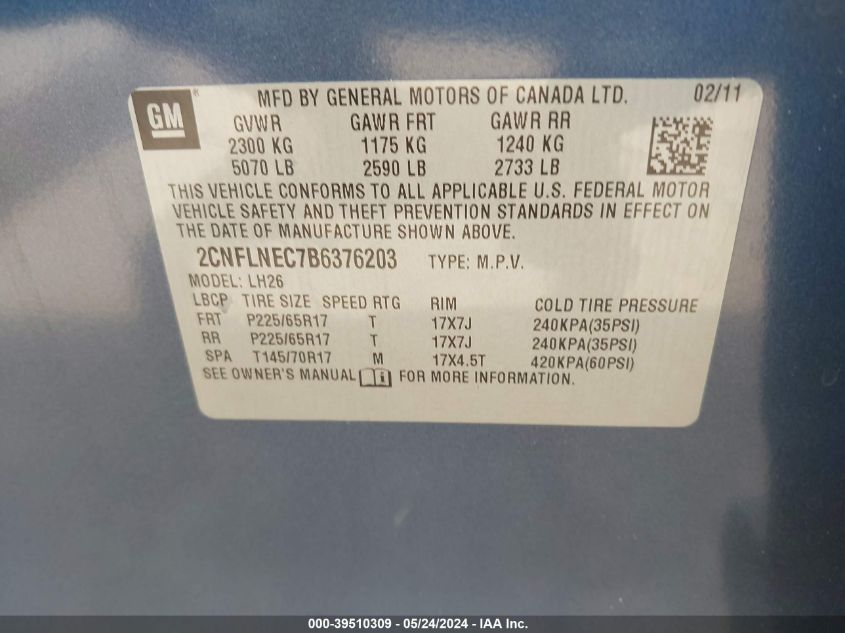 GM® MFD BY GENERAL MOTORS OF CANADA LTD. 02/11
GVWR GAWR FRT GAWR RR
2300 KG 1175 KG 1240 KG
5070 LB 2590 LB 2733 LB
THIS VEHICLE CONFORMS TO ALL APPLICABLE U.S. FEDERAL MOTOR
VEHICLE SAFETY AND THEFT PREVENTION STANDARDS IN EFFECT ON
THE DATE OF MANUFACTURE SHOWN ABOVE.
2CNFLNEC7B6376203 TYPE: M.P.V.
MODEL: LH26
LBCP TIRE SIZE SPEED RTG RIM COLD TIRE PRESSURE
FRT P225/65R17 T 17X7J 240KPA(35PSI)
RR P225/65R17 T 17X7J 240KPA(35PSI)
SPA T145/70R17 M 17X4.5T 420KPA(60PSI)
SEE OWNER'S MANUAL FOR MORE INFORMATION.
000-39510309 - 05/24/2024 - IAA Inc.